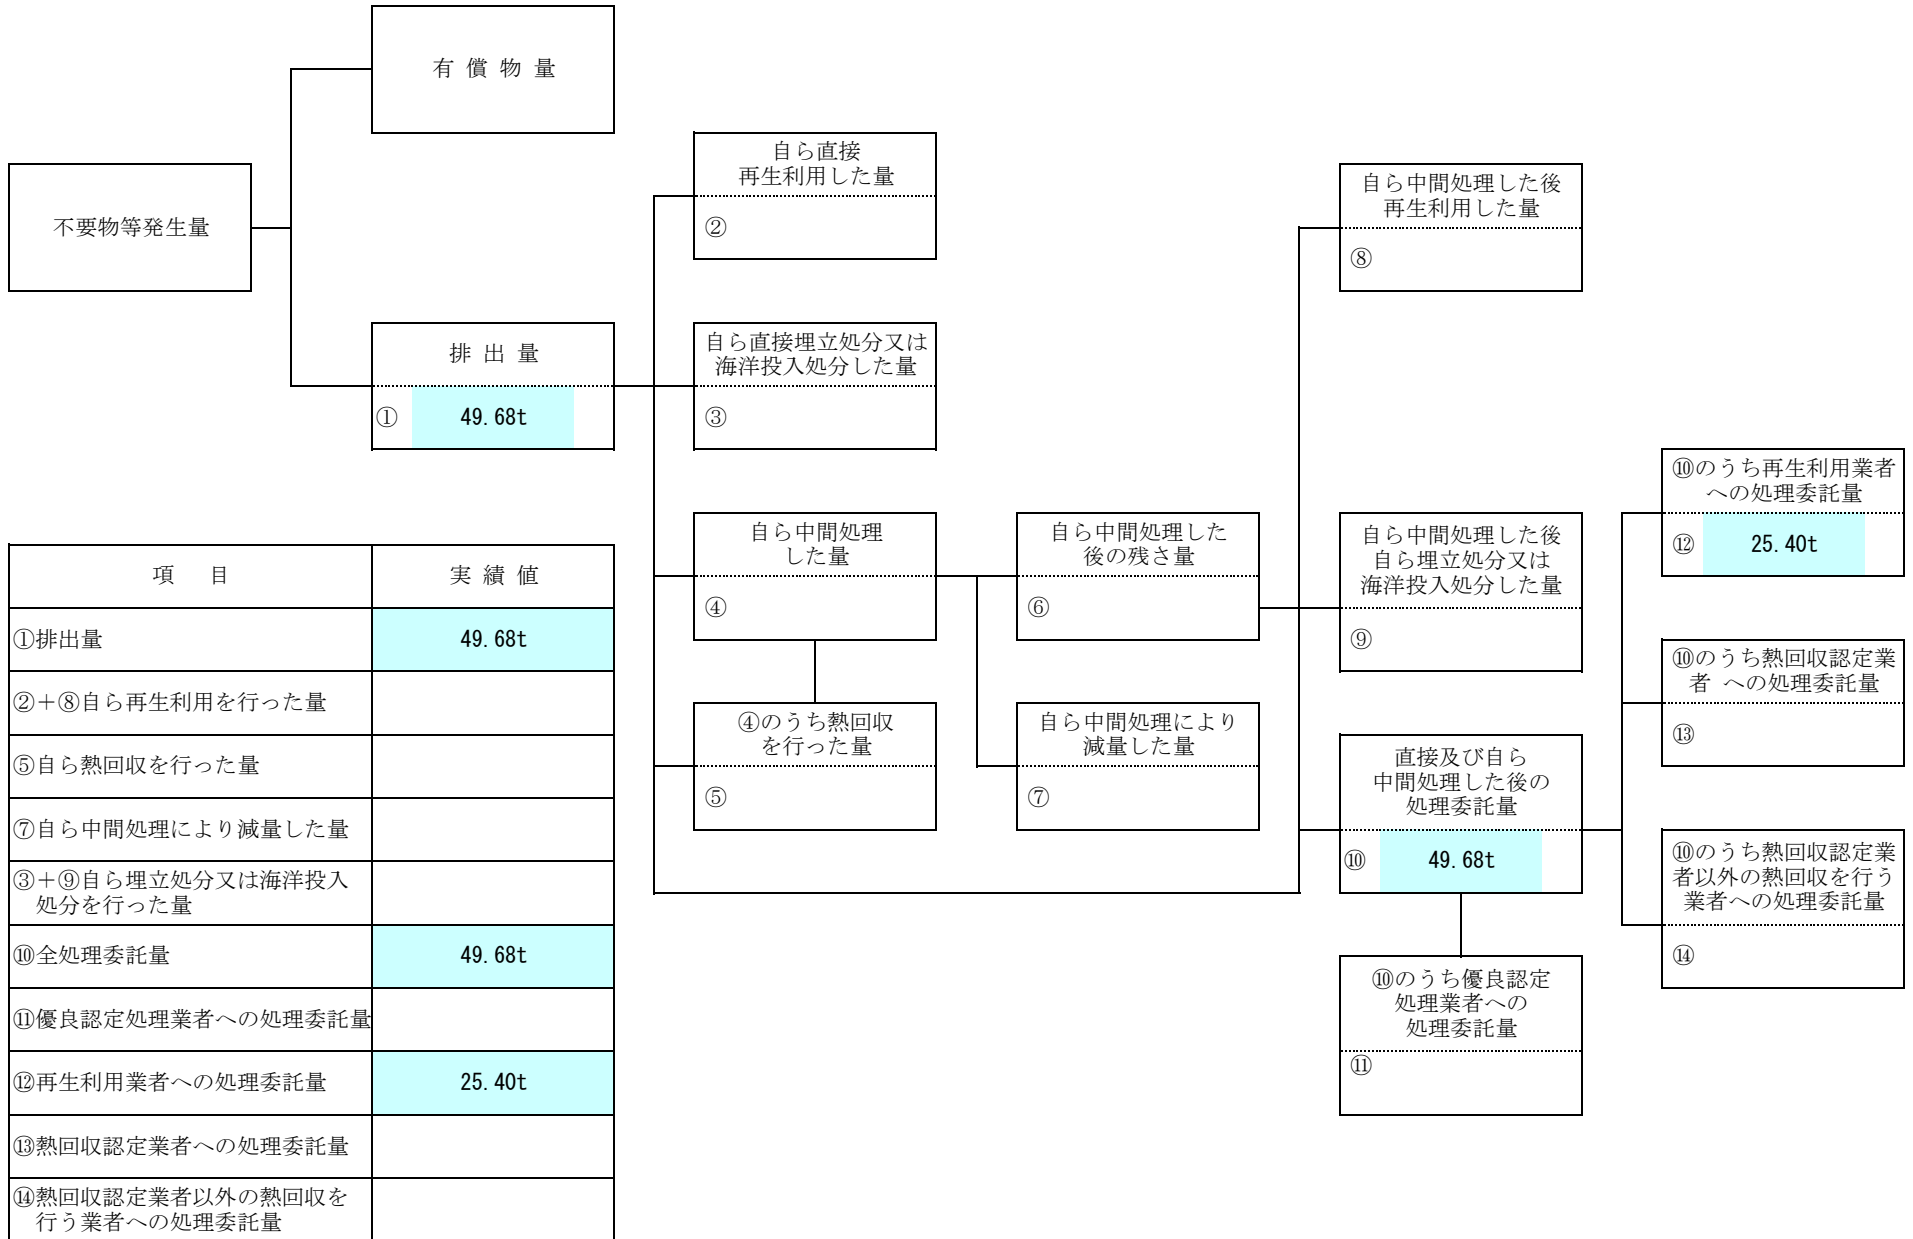 有 償 物 量
不要物等発生量
排 出 量
① 49.68t
自ら直接
再生利用した量
②
自ら直接埋立処分又は
海洋投入処分した量
③
自ら中間処理
した量
④
④のうち熱回収
を行った量
⑤
自ら中間処理した
後の残さ量
⑥
自ら中間処理により
減量した量
⑦
自ら中間処理した後
再生利用した量
⑧
自ら中間処理した後
自ら埋立処分又は
海洋投入処分した量
⑨
直接及び自ら
中間処理した後の
処理委託量
⑩ 49.68t
⑩のうち優良認定
処理業者への
処理委託量
⑪
⑩のうち再生利用業者
への処理委託量
⑫ 25.40t
⑩のうち熱回収認定業
者 への処理委託量
⑬
⑩のうち熱回収認定業
者以外の熱回収を行う
業者への処理委託量
⑭
項 目 実 績 値
①排出量 49.68t
②＋⑧自ら再生利用を行った量
⑤自ら熱回収を行った量
⑦自ら中間処理により減量した量
③＋⑨自ら埋立処分又は海洋投入
処分を行った量
⑩全処理委託量 49.68t
⑪優良認定処理業者への処理委託量
⑫再生利用業者への処理委託量 25.40t
⑬熱回収認定業者への処理委託量
⑭熱回収認定業者以外の熱回収を
行う業者への処理委託量